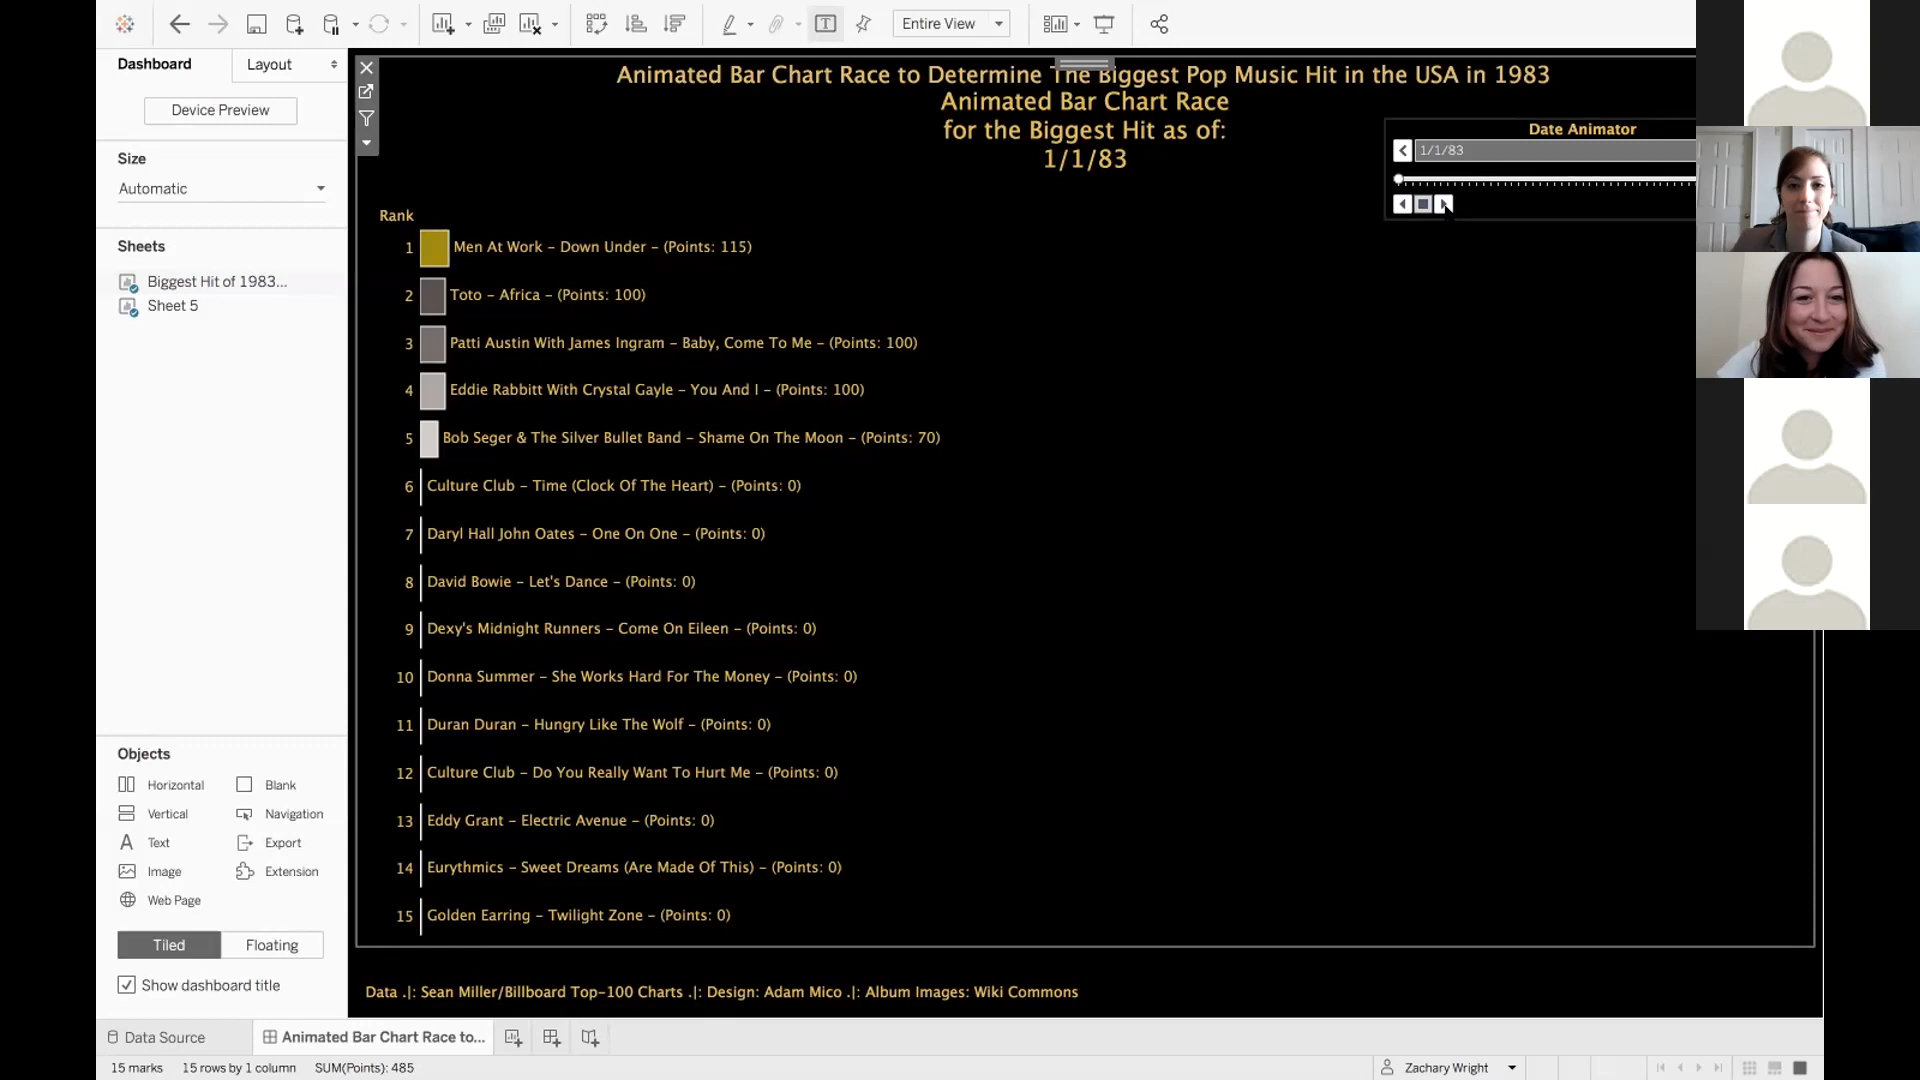 Entire View
Dashboard
Layout
Device Preview
Size
Automatic
Sheets
Biggest Hit of 1983...
Sheet 5
Animated Bar Chart Race to Determine The Biggest Pop Music Hit in the USA in 1983
Animated Bar Chart Race
for the Biggest Hit as of:
1/1/83
Date Animator
1/1/83
Rank
1 Men At Work – Down Under – (Points: 115)
2 Toto – Africa – (Points: 100)
3 Patti Austin With James Ingram – Baby, Come To Me – (Points: 100)
4 Eddie Rabbitt With Crystal Gayle – You And I – (Points: 100)
5 Bob Seger & The Silver Bullet Band – Shame On The Moon – (Points: 70)
6 Culture Club – Time (Clock Of The Heart) – (Points: 0)
7 Daryl Hall John Oates – One On One – (Points: 0)
8 David Bowie – Let's Dance – (Points: 0)
9 Dexy's Midnight Runners – Come On Eileen – (Points: 0)
10 Donna Summer – She Works Hard For The Money – (Points: 0)
11 Duran Duran – Hungry Like The Wolf – (Points: 0)
12 Culture Club – Do You Really Want To Hurt Me – (Points: 0)
13 Eddy Grant – Electric Avenue – (Points: 0)
14 Eurythmics – Sweet Dreams (Are Made Of This) – (Points: 0)
15 Golden Earring – Twilight Zone – (Points: 0)
Data .|: Sean Miller/Billboard Top-100 Charts .|: Design: Adam Mico .|: Album Images: Wiki Commons
Objects
Horizontal
Blank
Vertical
Navigation
Text
Export
Image
Extension
Web Page
Tiled
Floating
Show dashboard title
Data Source
Animated Bar Chart Race to...
15 marks
15 rows by 1 column
SUM(Points): 485
Zachary Wright